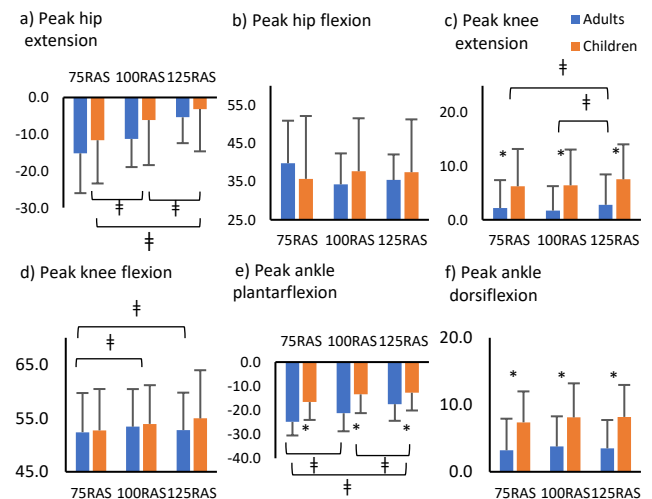 a) Peak hip
extension
75RAS 100RAS 125RAS
0.0
-10.0
-20.0
-30.0
ǂ ǂ
ǂ
b) Peak hip flexion
55.0
45.0
35.0
25.0
75RAS 100RAS 125RAS
Adults
Children
c) Peak knee
extension
ǂ
ǂ
20.0
* * *
10.0
0.0
75RAS 100RAS 125RAS
d) Peak knee flexion
ǂ
ǂ
65.0
55.0
45.0
75RAS 100RAS 125RAS
e) Peak ankle
plantarflexion
75RAS 100RAS 125RAS
0.0
-10.0
-20.0
* * *
-30.0
-40.0
ǂ ǂ
ǂ
f) Peak ankle
dorsiflexion
20.0
* * *
10.0
0.0
75RAS 100RAS 125RAS